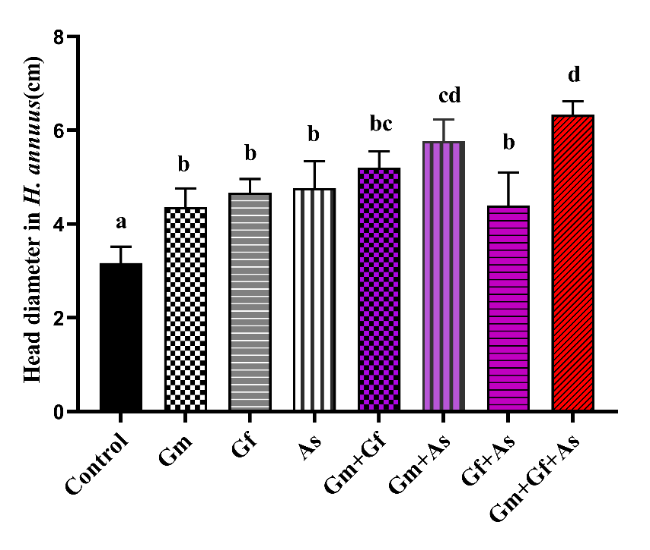 Head diameter in H. annuus(cm)
8
6
4
2
0
a
b
b
b
bc
cd
b
d
Control
Gm
Gf
As
Gm+Gf
Gm+As
Gf+As
Gm+Gf+As